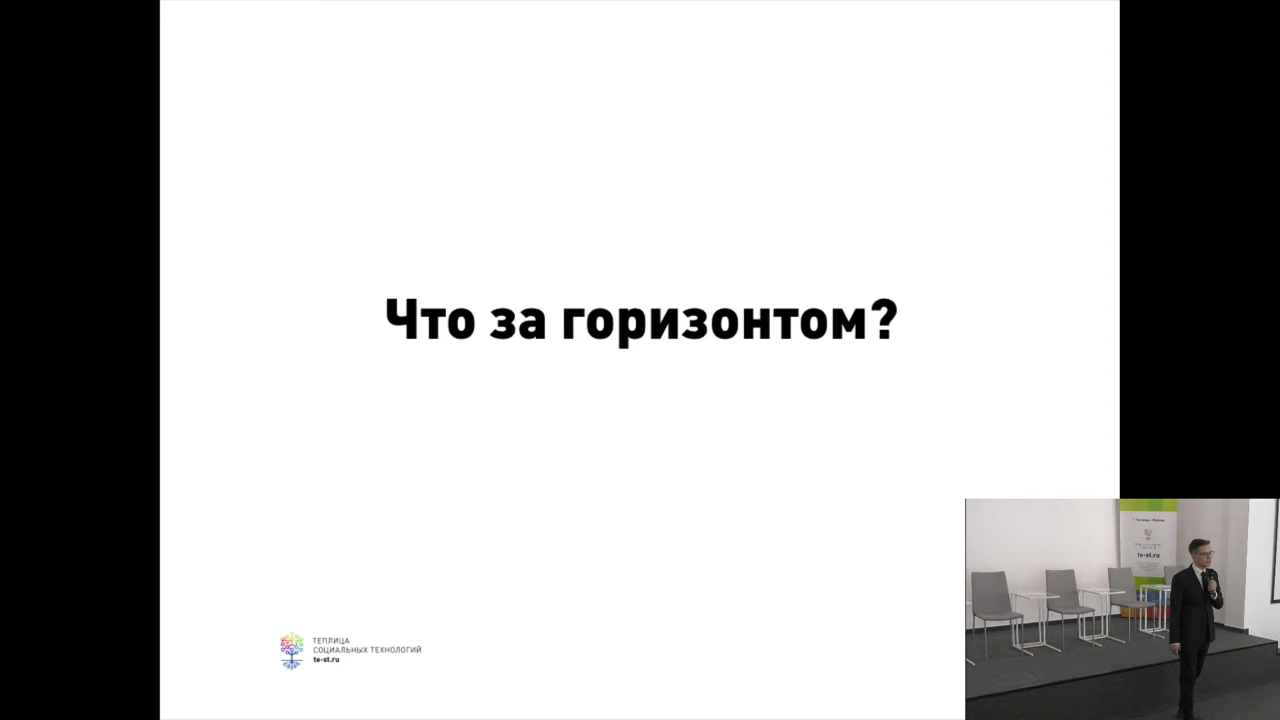 Что за горизонтом?
ТЕПЛИЦА
СОЦИАЛЬНЫХ ТЕХНОЛОГИЙ
te-st.ru
te-st.ru